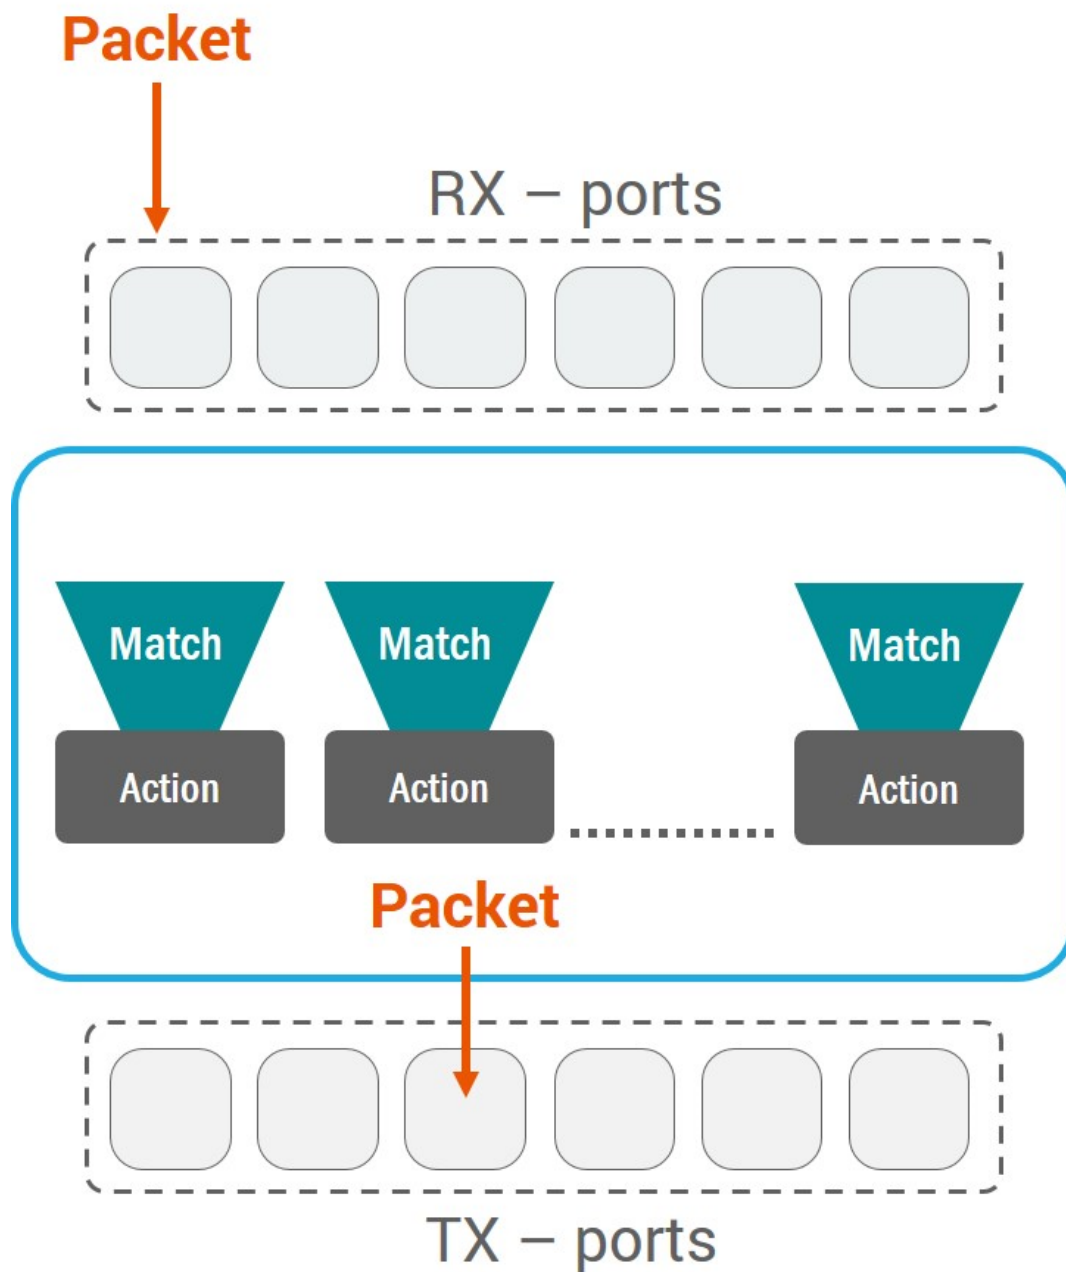 Packet
RX – ports
Match Match Match
Action Action Action
Packet
TX – ports